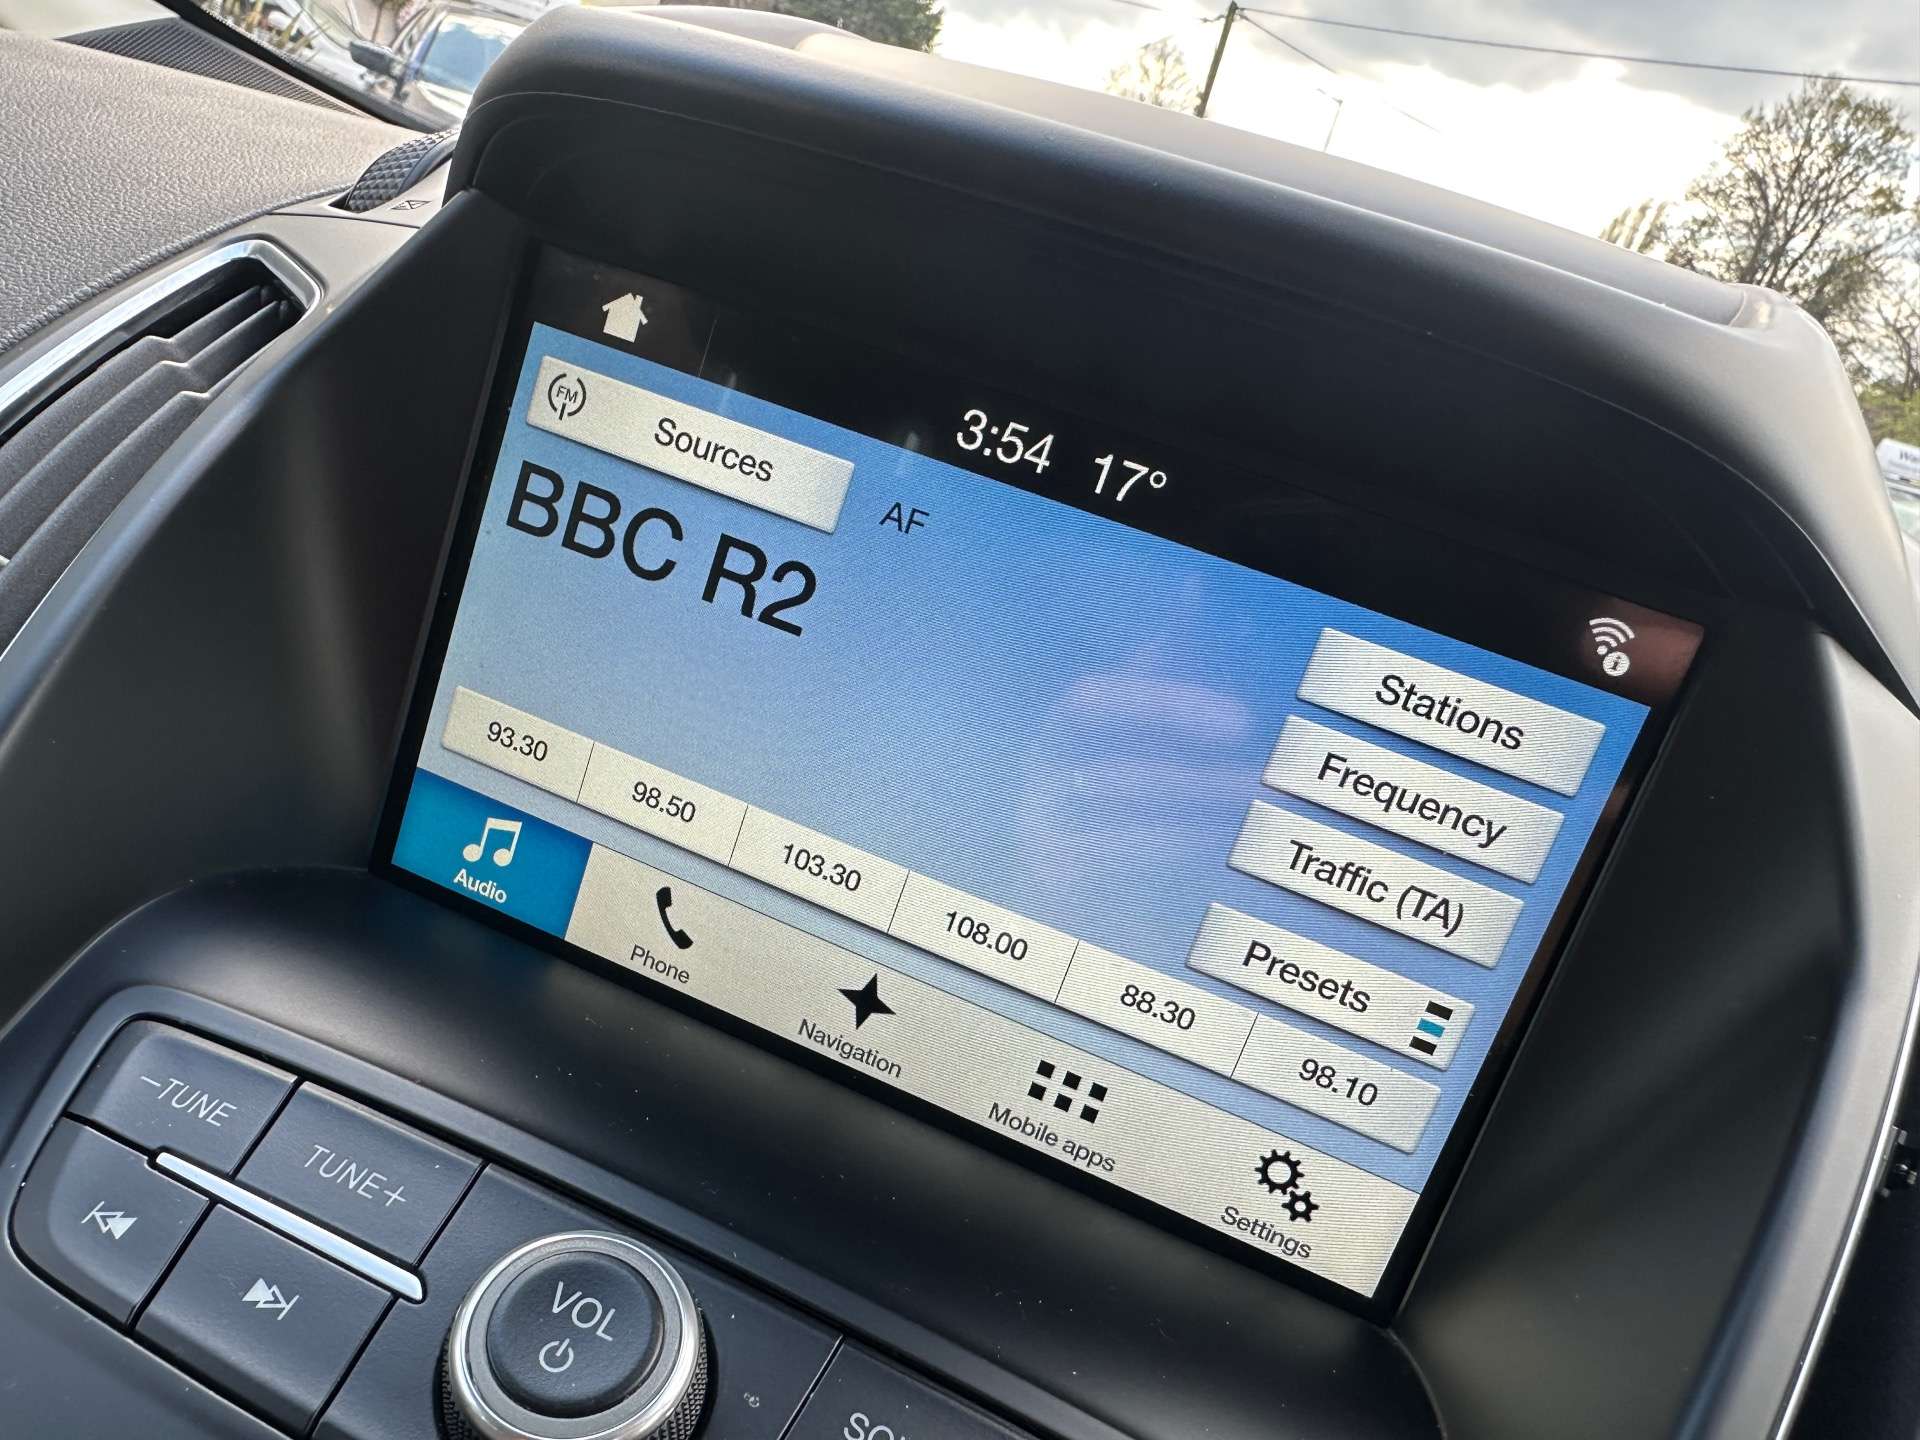 3:54 17°
FM
Sources
AF
BBC R2
Stations
Frequency
Traffic (TA)
Presets
93.30
98.50
103.30
108.00
88.30
98.10
Audio
Phone
Navigation
Mobile apps
Settings
−TUNE
TUNE+
VOL